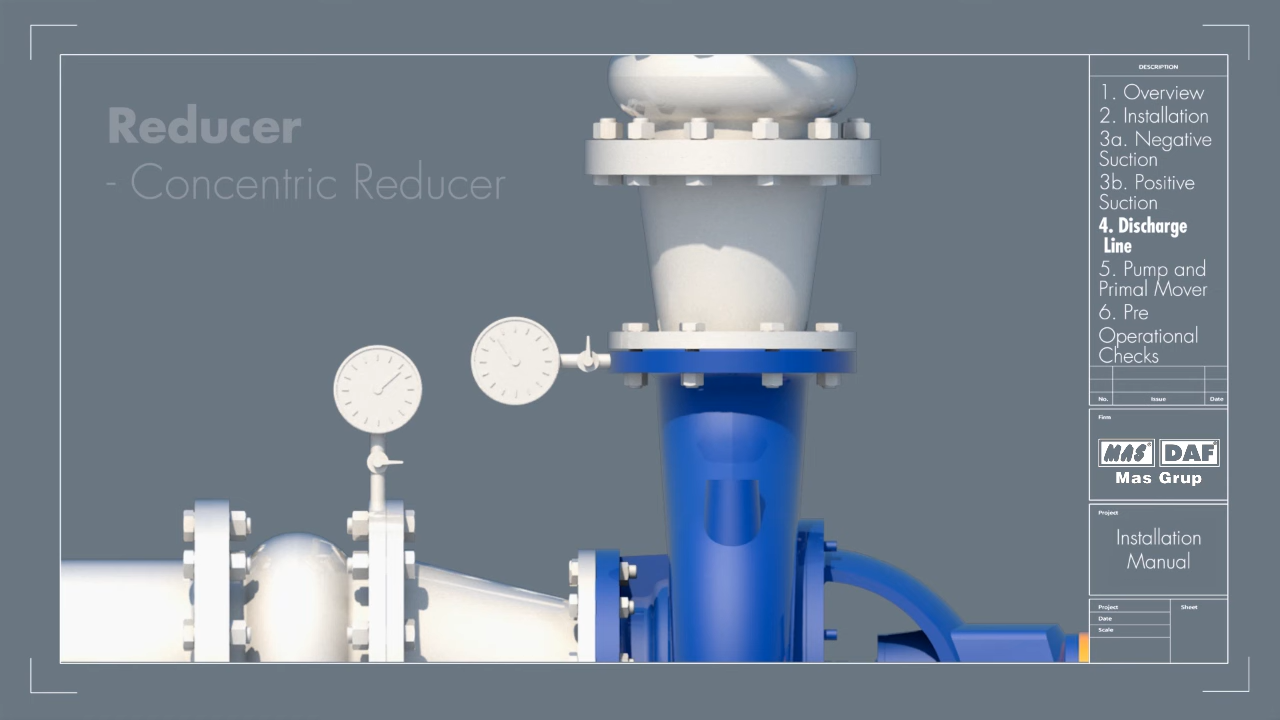 Reducer
- Concentric Reducer
DESCRIPTION
1. Overview
2. Installation
3a. Negative
Suction
3b. Positive
Suction
4. Discharge
Line
5. Pump and
Primal Mover
6. Pre
Operational
Checks
No. Issue Date
Firm
MAS DAF
Mas Grup
Project
Installation
Manual
Project Sheet
Date
Scale